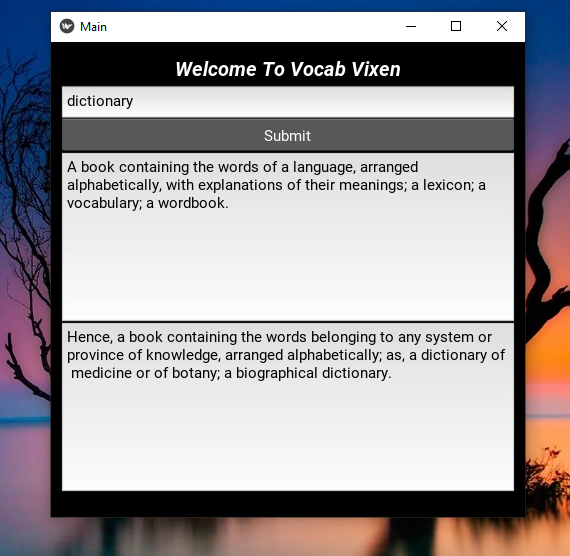 Main
Welcome To Vocab Vixen
dictionary
Submit
A book containing the words of a language, arranged
alphabetically, with explanations of their meanings; a lexicon; a
vocabulary; a wordbook.
Hence, a book containing the words belonging to any system or
province of knowledge, arranged alphabetically; as, a dictionary of
medicine or of botany; a biographical dictionary.